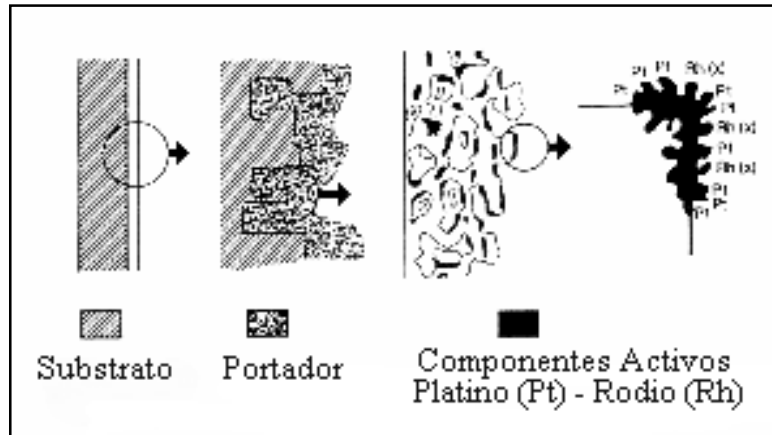 Pt
Pt
Pt
Rh (x)
Pt
Pt
Rh (x)
Pt
Rh (x)
Pt
Pt
Pt
Substrato
Portador
Componentes Activos
Platino (Pt) - Rodio (Rh)